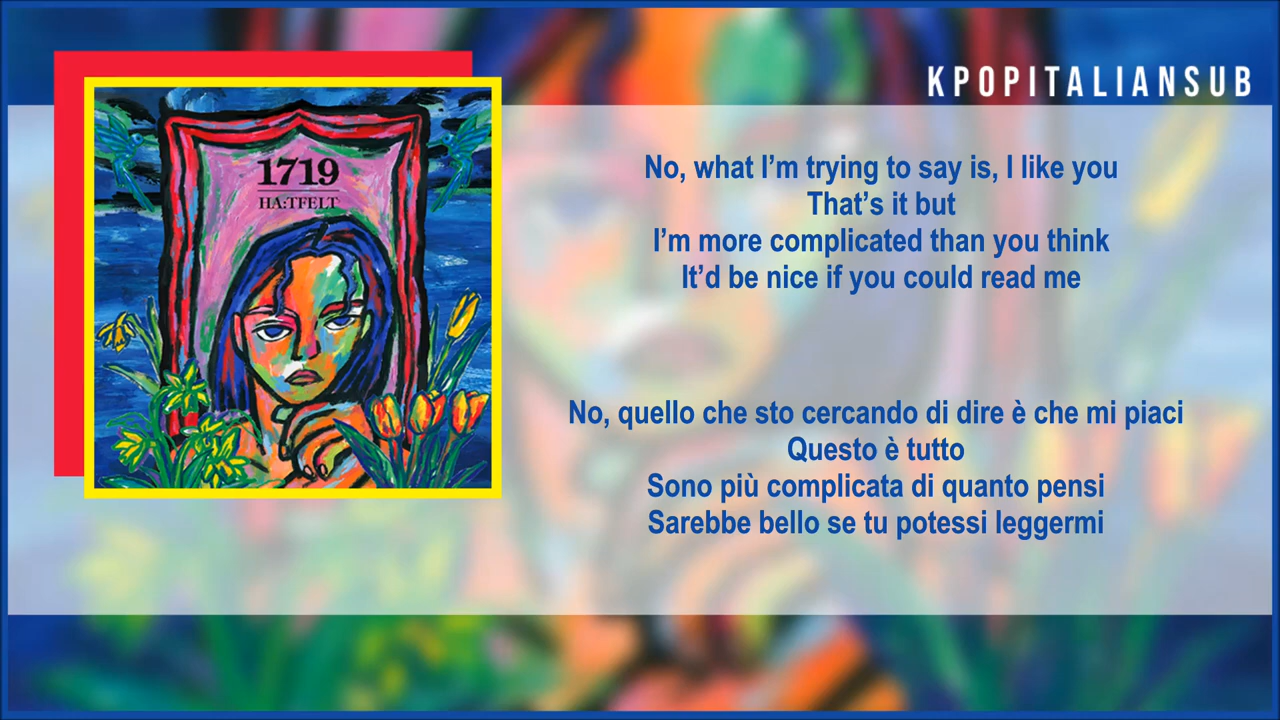 KPOPITALIANSUB
1719
HA:TFELT
No, what I’m trying to say is, I like you
That’s it but
I’m more complicated than you think
It’d be nice if you could read me
No, quello che sto cercando di dire è che mi piaci
Questo è tutto
Sono più complicata di quanto pensi
Sarebbe bello se tu potessi leggermi